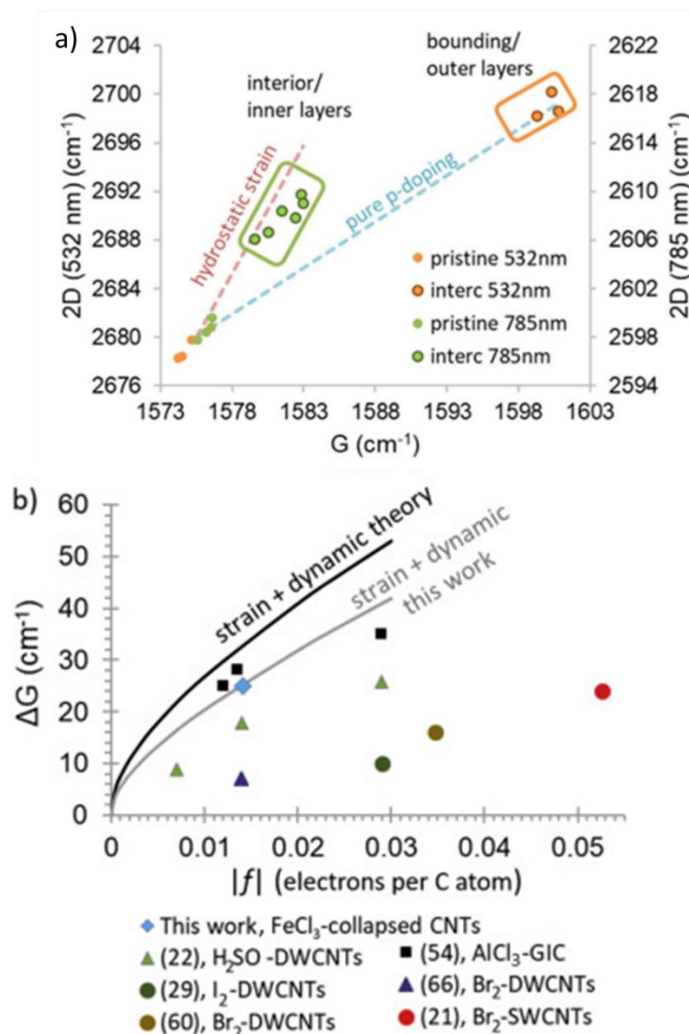 a)
2704
2700
2696
2692
2688
2684
2680
2676
2D (532 nm) (cm⁻¹)
interior/
inner layers
bounding/
outer layers
hydrostatic strain
pure p-doping
pristine 532nm
interc 532nm
pristine 785nm
interc 785nm
2622
2618
2614
2610
2606
2602
2598
2594
2D (785 nm) (cm⁻¹)
1573 1578 1583 1588 1593 1598 1603
G (cm⁻¹)
b)
60
50
40
30
20
10
0
ΔG (cm⁻¹)
strain + dynamic theory
strain + dynamic
this work
0 0.01 0.02 0.03 0.04 0.05
|f| (electrons per C atom)
This work, FeCl₃-collapsed CNTs
(22), H₂SO -DWCNTs (54), AlCl₃-GIC
(29), I₂-DWCNTs (66), Br₂-DWCNTs
(60), Br₂-DWCNTs (21), Br₂-SWCNTs